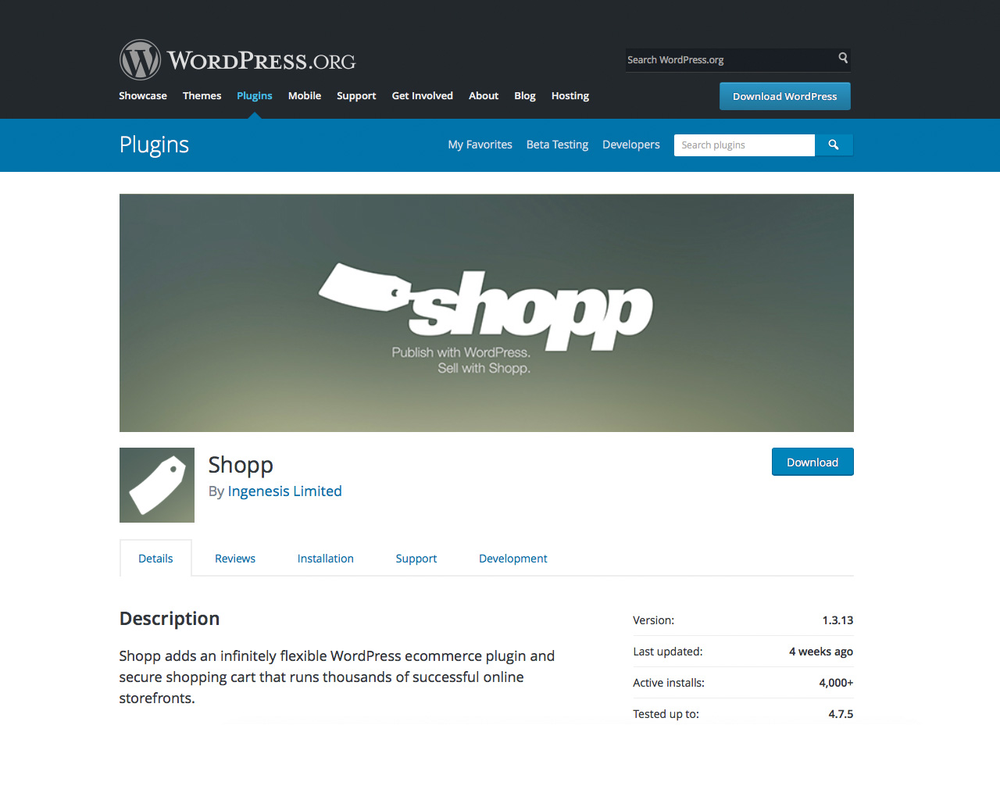 WORDPRESS.ORG
Search WordPress.org
Showcase Themes Plugins Mobile Support Get Involved About Blog Hosting
Download WordPress
Plugins
My Favorites Beta Testing Developers
Search plugins
shopp
Publish with WordPress.
Sell with Shopp.
Shopp
By Ingenesis Limited
Download
Details Reviews Installation Support Development
Description
Shopp adds an infinitely flexible WordPress ecommerce plugin and
secure shopping cart that runs thousands of successful online
storefronts.
Version: 1.3.13
Last updated: 4 weeks ago
Active installs: 4,000+
Tested up to: 4.7.5